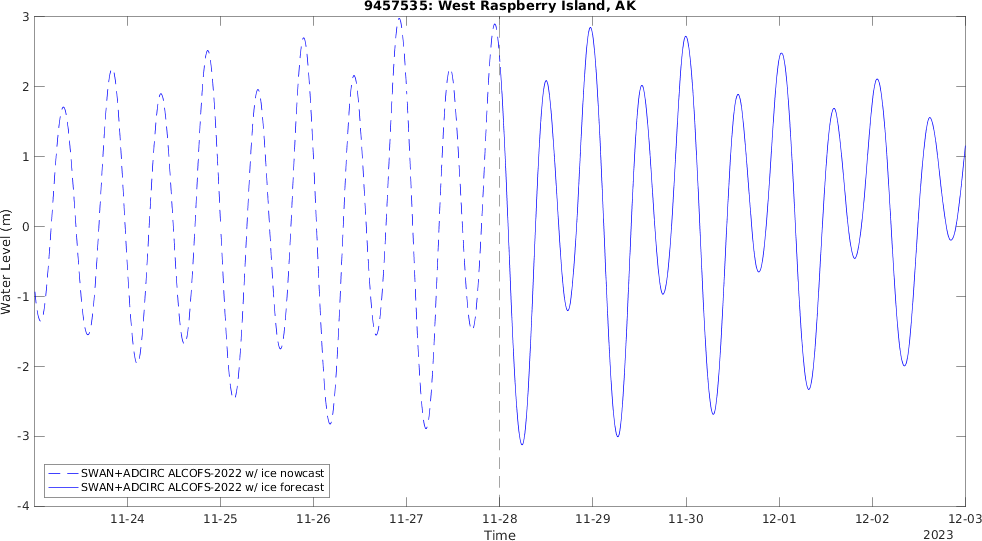 9457535: West Raspberry Island, AK
3
2
1
0
-1
-2
-3
-4
Water Level (m)
SWAN+ADCIRC ALCOFS-2022 w/ ice nowcast
SWAN+ADCIRC ALCOFS-2022 w/ ice forecast
11-24 11-25 11-26 11-27 11-28 11-29 11-30 12-01 12-02 12-03
Time
2023